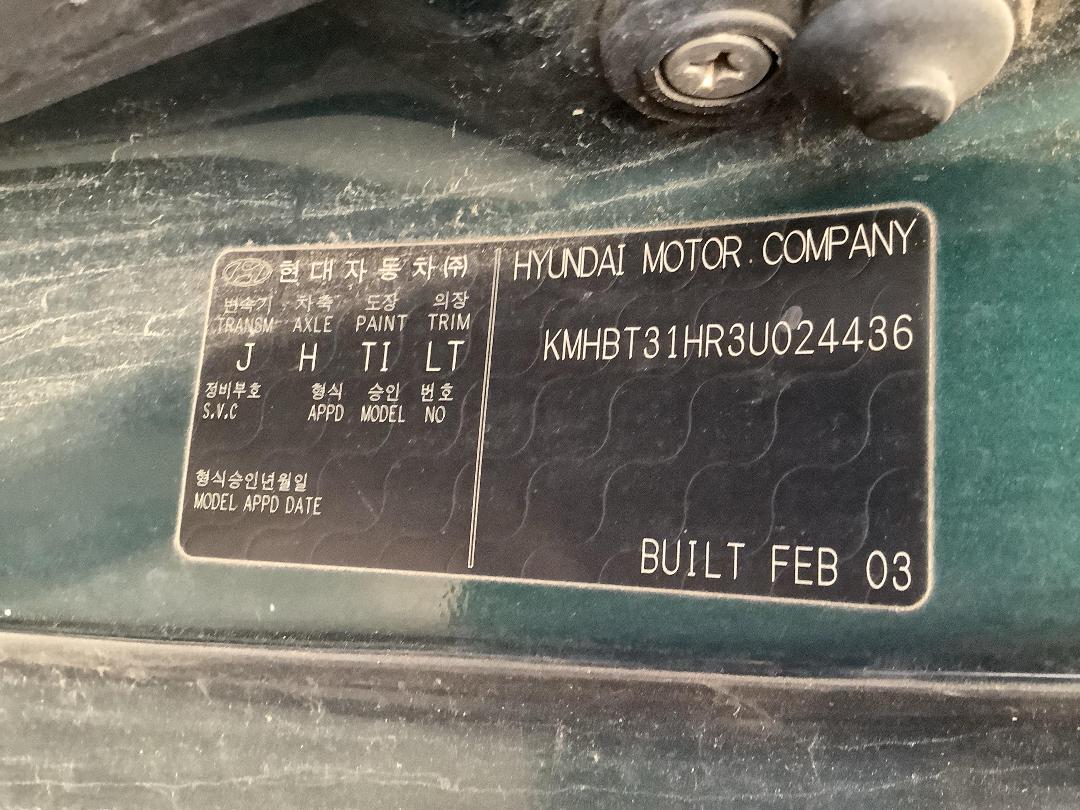 현대자동차(주)
변속기 차축 도장 의장
TRANSM AXLE PAINT TRIM
J H TI LT
정비부호 형식 승인 번호
S.V.C APPD MODEL NO
형식승인년월일
MODEL APPD DATE
HYUNDAI MOTOR COMPANY
KMHBT31HR3U024436
BUILT FEB 03